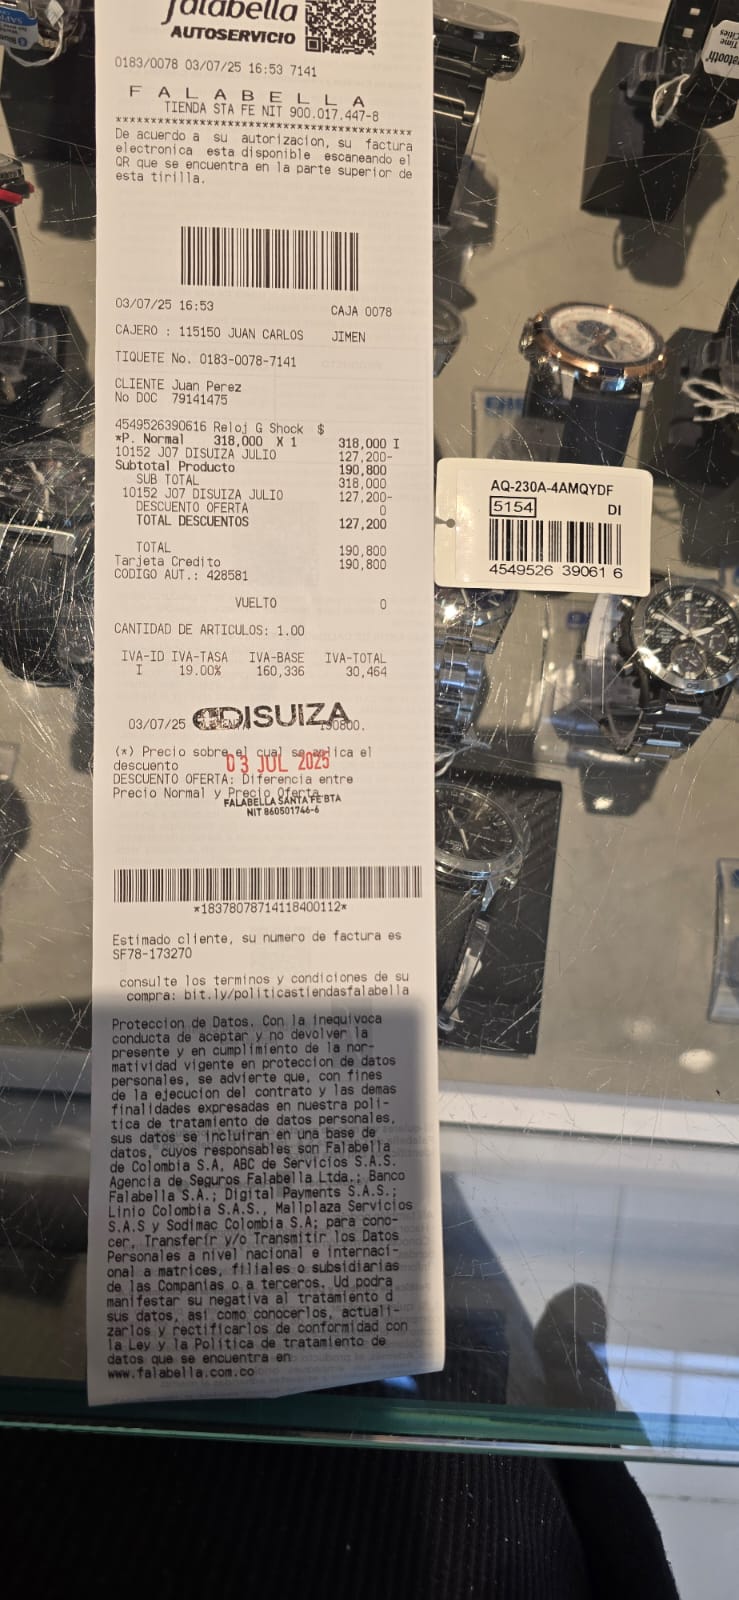 falabella
AUTOSERVICIO
0183/0078 03/07/25 16:53 7141
F A L A B E L L A
TIENDA STA FE NIT 900.017.447-8
******************************************
De acuerdo a su autorizacion, su factura
electronica esta disponible escaneando el
QR que se encuentra en la parte superior de
esta tirilla.
03/07/25 16:53 CAJA 0078
CAJERO : 115150 JUAN CARLOS JIMEN
TIQUETE No. 0183-0078-7141
CLIENTE Juan Perez
No DOC 79141475
4549526390616 Reloj G Shock $
*P. Normal 318,000 X 1 318,000 I
10152 J07 DISUIZA JULIO 127,200-
Subtotal Producto 190,800
SUB TOTAL 318,000
10152 J07 DISUIZA JULIO 127,200-
DESCUENTO OFERTA 0
TOTAL DESCUENTOS 127,200
TOTAL 190,800
Tarjeta Credito 190,800
CODIGO AUT.: 428581
VUELTO 0
CANTIDAD DE ARTICULOS: 1.00
IVA-ID IVA-TASA IVA-BASE IVA-TOTAL
I 19.00% 160,336 30,464
03/07/25 DISUIZA 190800.
(*) Precio sobre el cual se aplica el
descuento 03 JUL 2025
DESCUENTO OFERTA: Diferencia entre
Precio Normal y Precio Oferta
FALABELLA SANTA FE BTA
NIT 860501746-6
*18378078714118400112*
Estimado cliente, su numero de factura es
SF78-173270
consulte los terminos y condiciones de su
compra: bit.ly/politicastiendasfalabella
Proteccion de Datos. Con la inequivoca
conducta de aceptar y no devolver la
presente y en cumplimiento de la nor-
matividad vigente en proteccion de datos
personales, se advierte que, con fines
de la ejecucion del contrato y las demas
finalidades expresadas en nuestra poli-
tica de tratamiento de datos personales,
sus datos se incluiran en una base de
datos, cuyos responsables son Falabella
de Colombia S.A, ABC de Servicios S.A.S.
Agencia de Seguros Falabella Ltda.; Banco
Falabella S.A.; Digital Payments S.A.S.;
Linio Colombia S.A.S., Mallplaza Servicios
S.A.S y Sodimac Colombia S.A; para cono-
cer, Transferir y/o Transmitir los Datos
Personales a nivel nacional e internaci-
onal a matrices, filiales o subsidiarias
de las Companias o a terceros. Ud podra
manifestar su negativa al tratamiento d
sus datos, asi como conocerlos, actuali-
zarlos y rectificarlos de conformidad con
la Ley y la Politica de tratamiento de
datos que se encuentra en
www.falabella.com.co
AQ-230A-4AMQYDF
5154 DI
4549526 39061 6
Bluetooth